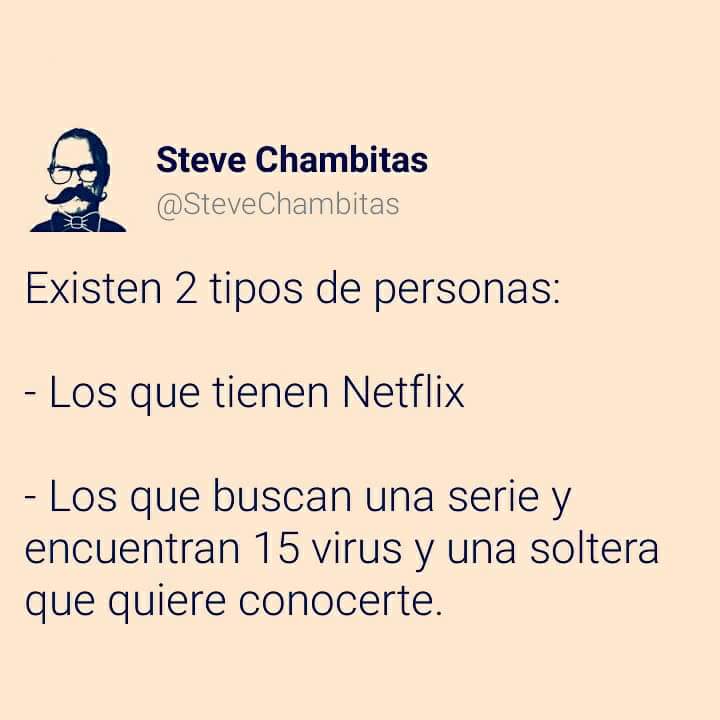 Steve Chambitas
@SteveChambitas
Existen 2 tipos de personas:
- Los que tienen Netflix
- Los que buscan una serie y
encuentran 15 virus y una soltera
que quiere conocerte.